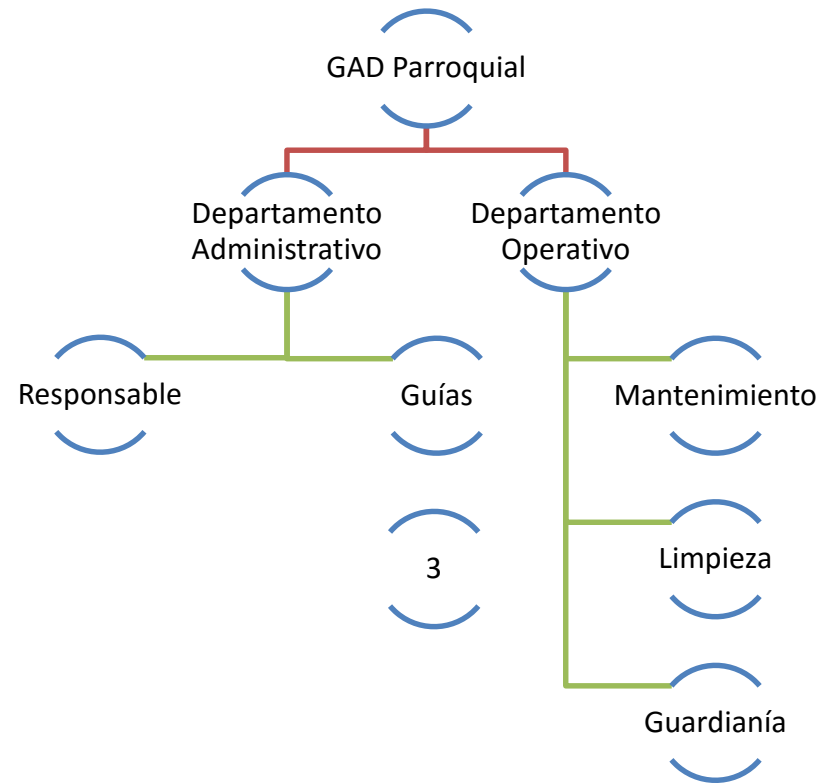 GAD Parroquial
Departamento
Administrativo
Departamento
Operativo
Responsable
Guías
Mantenimiento
3
Limpieza
Guardianía